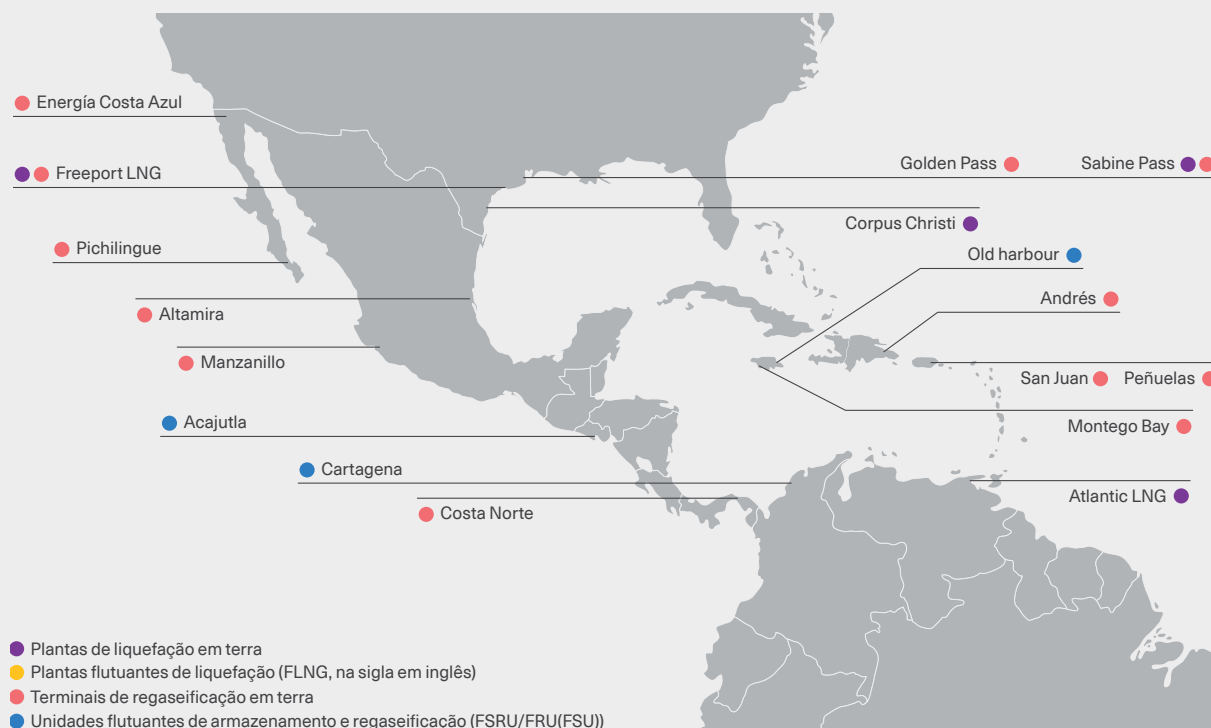 Energía Costa Azul
Freeport LNG
Golden Pass
Sabine Pass
Corpus Christi
Pichilingue
Old harbour
Andrés
Altamira
Manzanillo
San Juan
Peñuelas
Acajutla
Montego Bay
Cartagena
Atlantic LNG
Costa Norte
Plantas de liquefação em terra
Plantas flutuantes de liquefação (FLNG, na sigla em inglês)
Terminais de regaseificação em terra
Unidades flutuantes de armazenamento e regaseificação (FSRU/FRU(FSU))